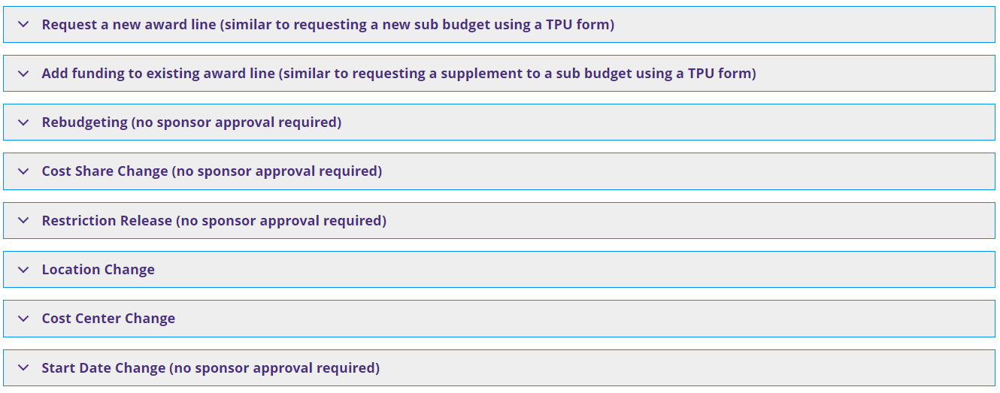 Request a new award line (similar to requesting a new sub budget using a TPU form)
Add funding to existing award line (similar to requesting a supplement to a sub budget using a TPU form)
Rebudgeting (no sponsor approval required)
Cost Share Change (no sponsor approval required)
Restriction Release (no sponsor approval required)
Location Change
Cost Center Change
Start Date Change (no sponsor approval required)